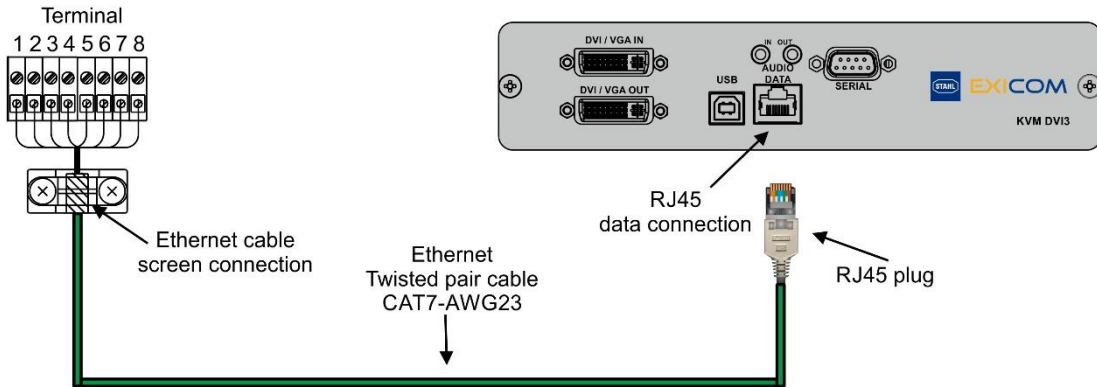 Terminal
1 2 3 4 5 6 7 8
Ethernet cable
screen connection
Ethernet
Twisted pair cable
CAT7-AWG23
DVI / VGA IN
DVI / VGA OUT
USB
IN OUT
AUDIO
DATA
SERIAL
STAHL EXICOM
KVM DVI3
RJ45
data connection
RJ45 plug